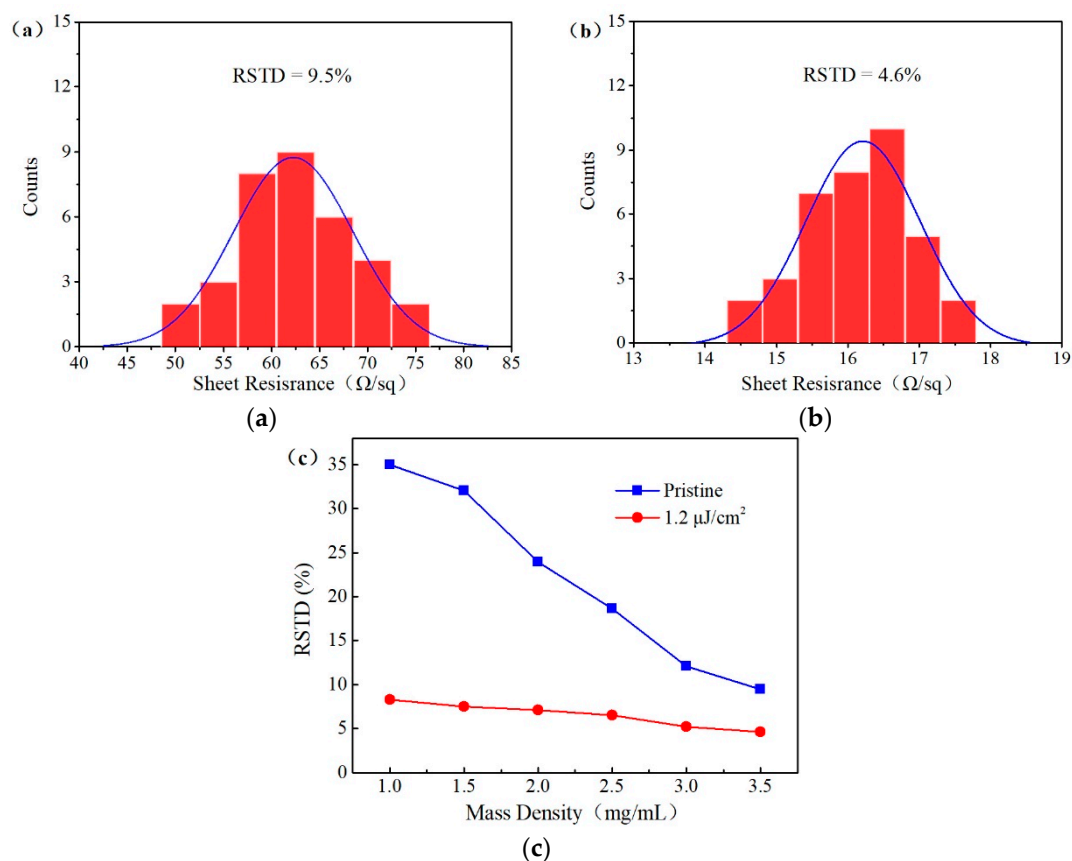 (a)
RSTD = 9.5%
Counts
15
12
9
6
3
0
40 45 50 55 60 65 70 75 80 85
Sheet Resisrance（Ω/sq）
(a)
（b）
RSTD = 4.6%
Counts
15
12
9
6
3
0
13 14 15 16 17 18 19
Sheet Resisrance（Ω/sq）
(b)
（c）
Pristine
1.2 μJ/cm²
RSTD (%)
35
30
25
20
15
10
5
0
1.0 1.5 2.0 2.5 3.0 3.5
Mass Density（mg/mL）
(c)